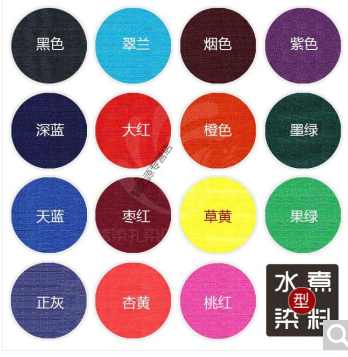 黑色
翠兰
烟色
紫色
深蓝
大红
橙色
墨绿
天蓝
枣红
草黄
果绿
正灰
杏黄
桃红
水煮
型
染料